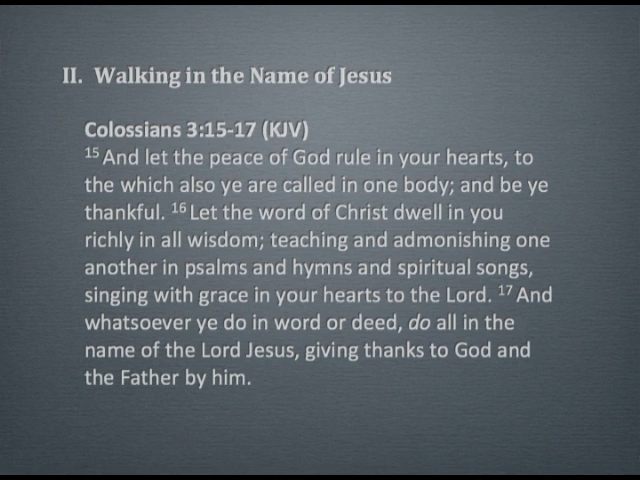 II. Walking in the Name of Jesus
Colossians 3:15-17 (KJV)
15 And let the peace of God rule in your hearts, to
the which also ye are called in one body; and be ye
thankful. 16 Let the word of Christ dwell in you
richly in all wisdom; teaching and admonishing one
another in psalms and hymns and spiritual songs,
singing with grace in your hearts to the Lord. 17 And
whatsoever ye do in word or deed, do all in the
name of the Lord Jesus, giving thanks to God and
the Father by him.